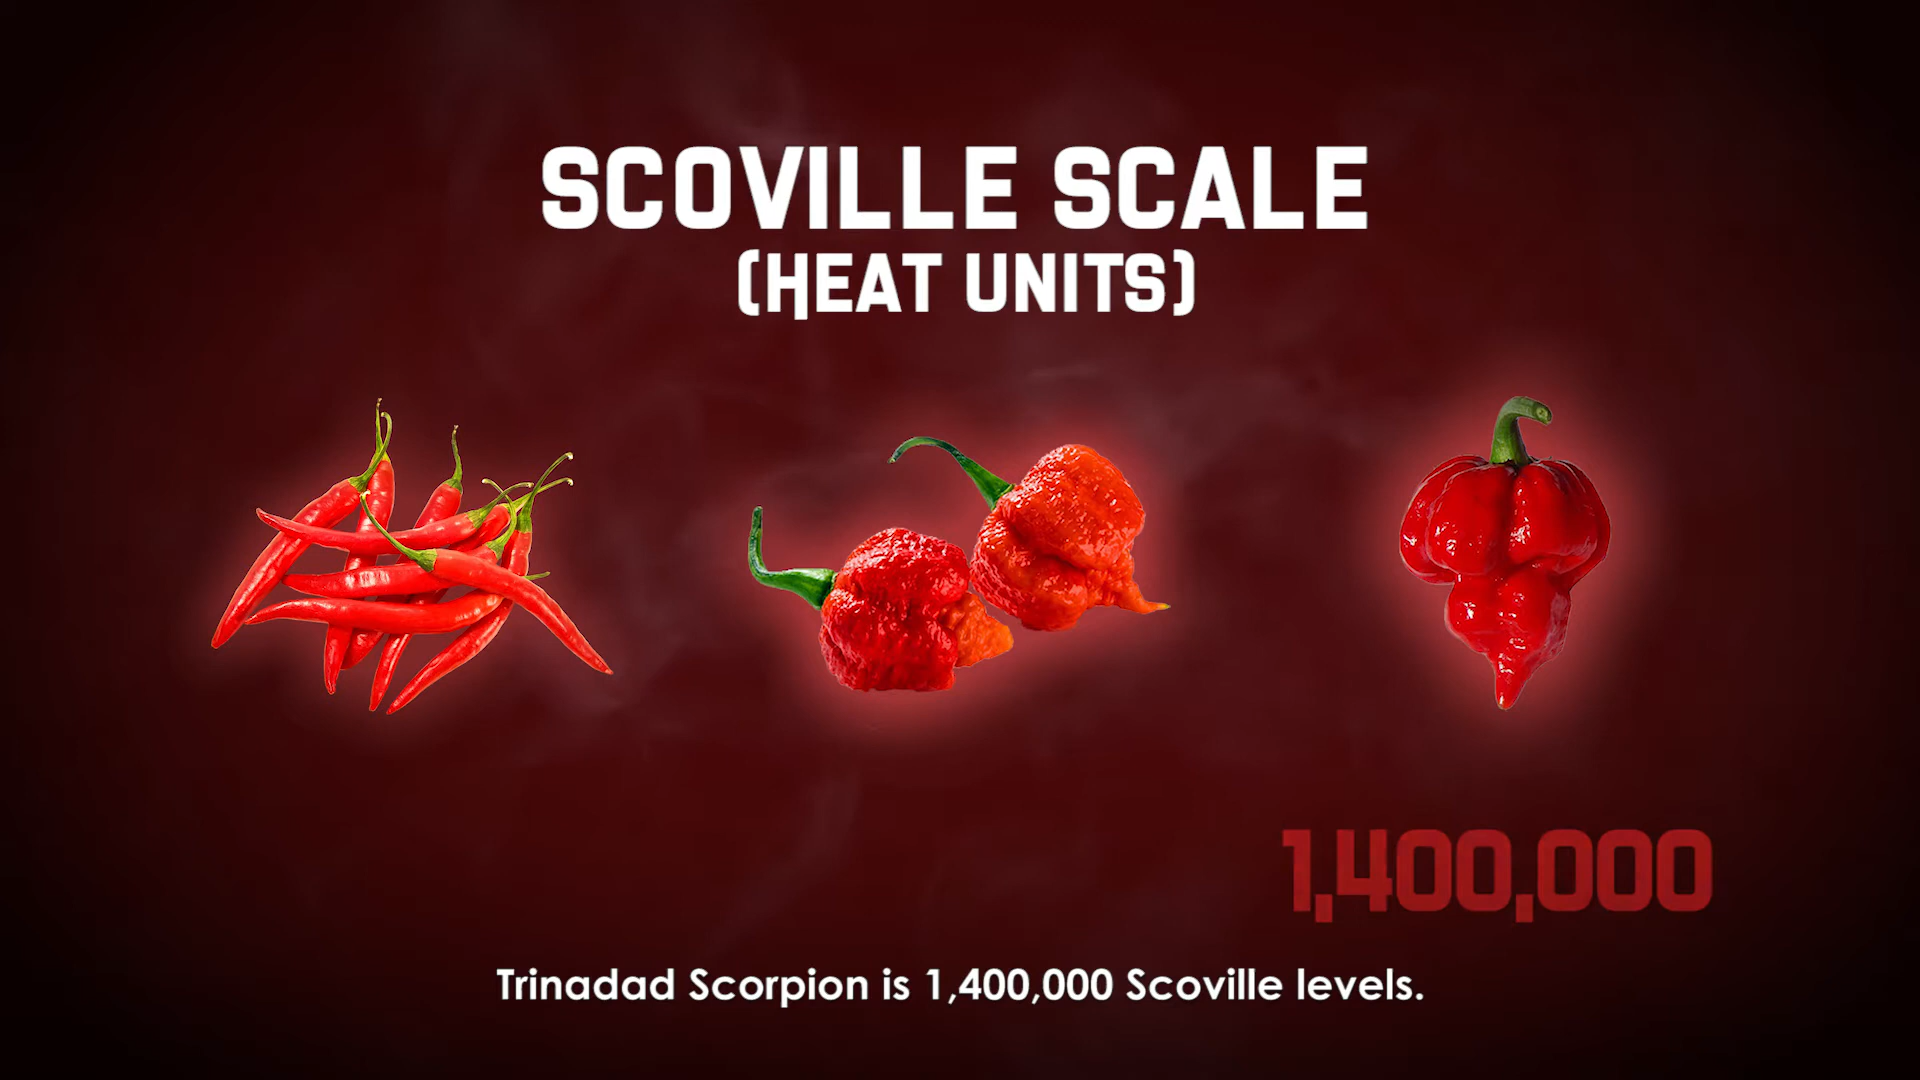 SCOVILLE SCALE
(HEAT UNITS)
1,400,000
Trinadad Scorpion is 1,400,000 Scoville levels.